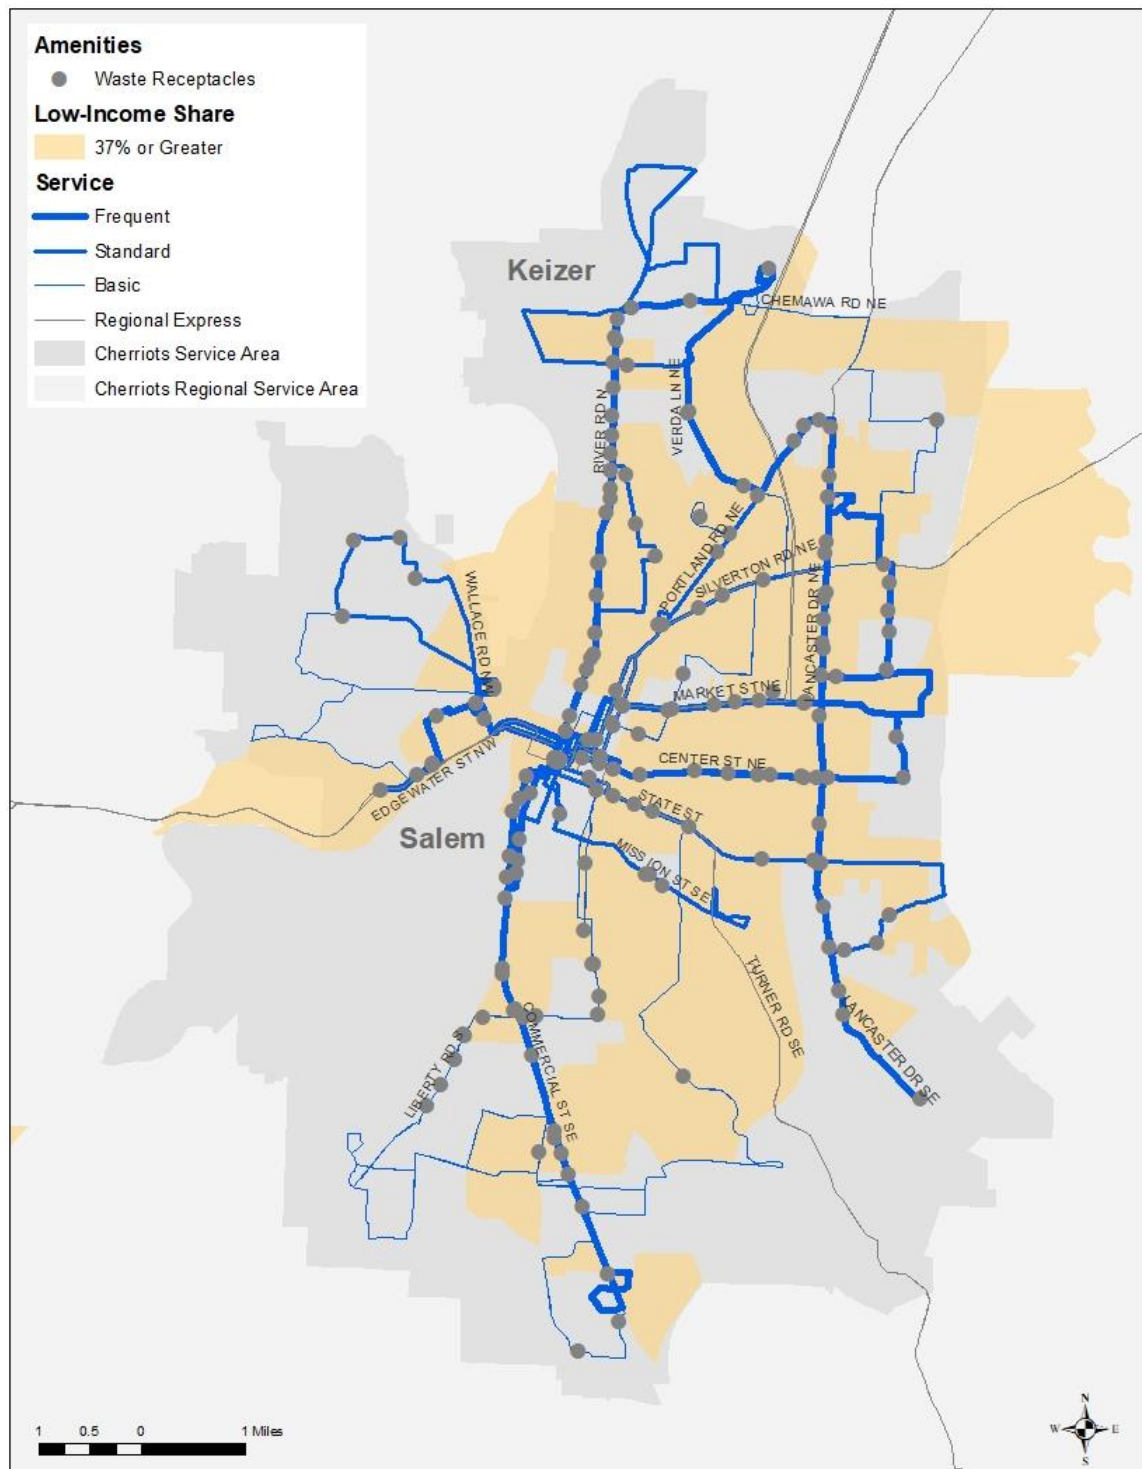 Amenities
Waste Receptacles
Low-Income Share
37% or Greater
Service
Frequent
Standard
Basic
Regional Express
Cherriots Service Area
Cherriots Regional Service Area
Keizer
CHEMAWA RD NE
VERDA LN NE
RIVER RD N
PORTLAND RD NE
SILVERTON RD NE
LANCASTER DR NE
WALLACE RD NW
MARKET ST NE
CENTER ST NE
EDGEWATER ST NW
STATE ST
Salem
MISSION ST SE
TURNER RD SE
LANCASTER DR SE
COMMERCIAL ST SE
LIBERTY RD S
1 0.5 0 1 Miles
N
W E
S